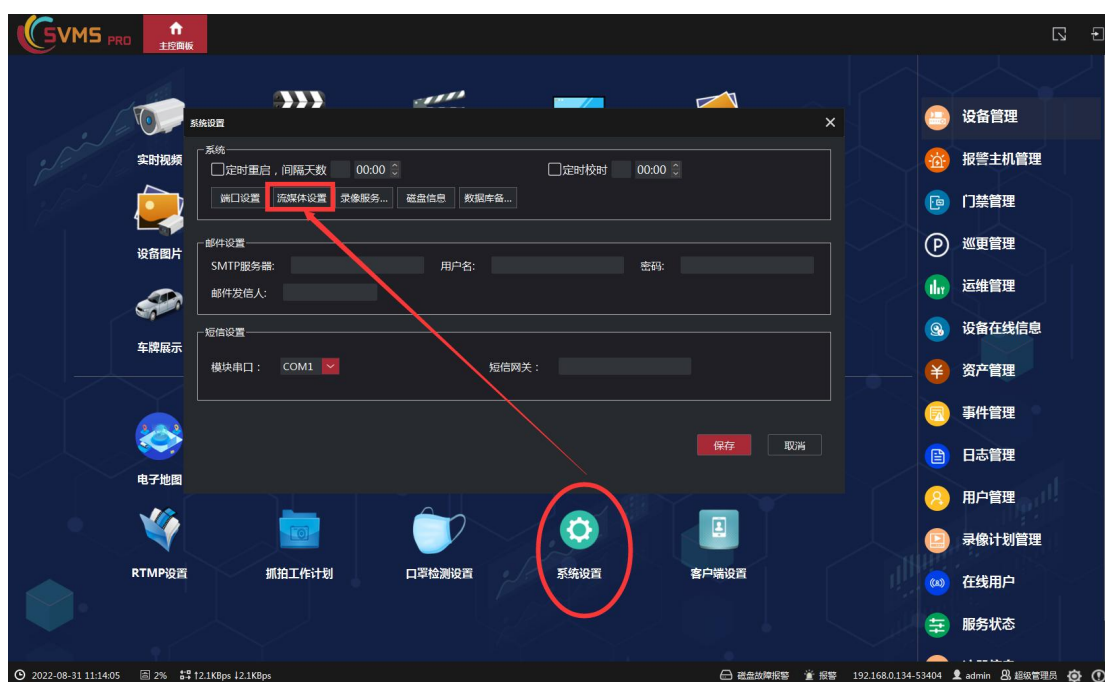 SVMS PRO
主控面板
系统设置
系统
定时重启，间隔天数 00:00 定时校时 00:00
端口设置 流媒体设置 录像服务... 磁盘信息 数据库备...
邮件设置
SMTP服务器: 用户名: 密码:
邮件发信人:
短信设置
模块串口： COM1 短信网关：
保存 取消
实时视频
设备图片
车牌展示
电子地图
RTMP设置 抓拍工作计划 口罩检测设置 系统设置 客户端设置
设备管理
报警主机管理
门禁管理
巡更管理
运维管理
设备在线信息
资产管理
事件管理
日志管理
用户管理
录像计划管理
在线用户
服务状态
2022-08-31 11:14:05 2% ↑2.1KBps ↓2.1KBps 磁盘故障报警 报警 192.168.0.134-53404 admin 超级管理员